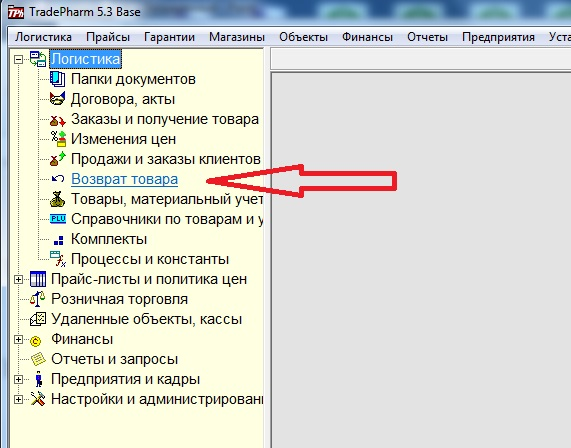 TPh TradePharm 5.3 Base
Логистика Прайсы Гарантии Магазины Объекты Финансы Отчеты Предприятия Уста
Логистика
Папки документов
Договора, акты
Заказы и получение товара
Изменения цен
Продажи и заказы клиентов
Возврат товара
Товары, материальный учет
PLU Справочники по товарам и у
Комплекты
Процессы и константы
Прайс-листы и политика цен
Розничная торговля
Удаленные объекты, кассы
Финансы
Отчеты и запросы
Предприятия и кадры
Настройки и администрирован